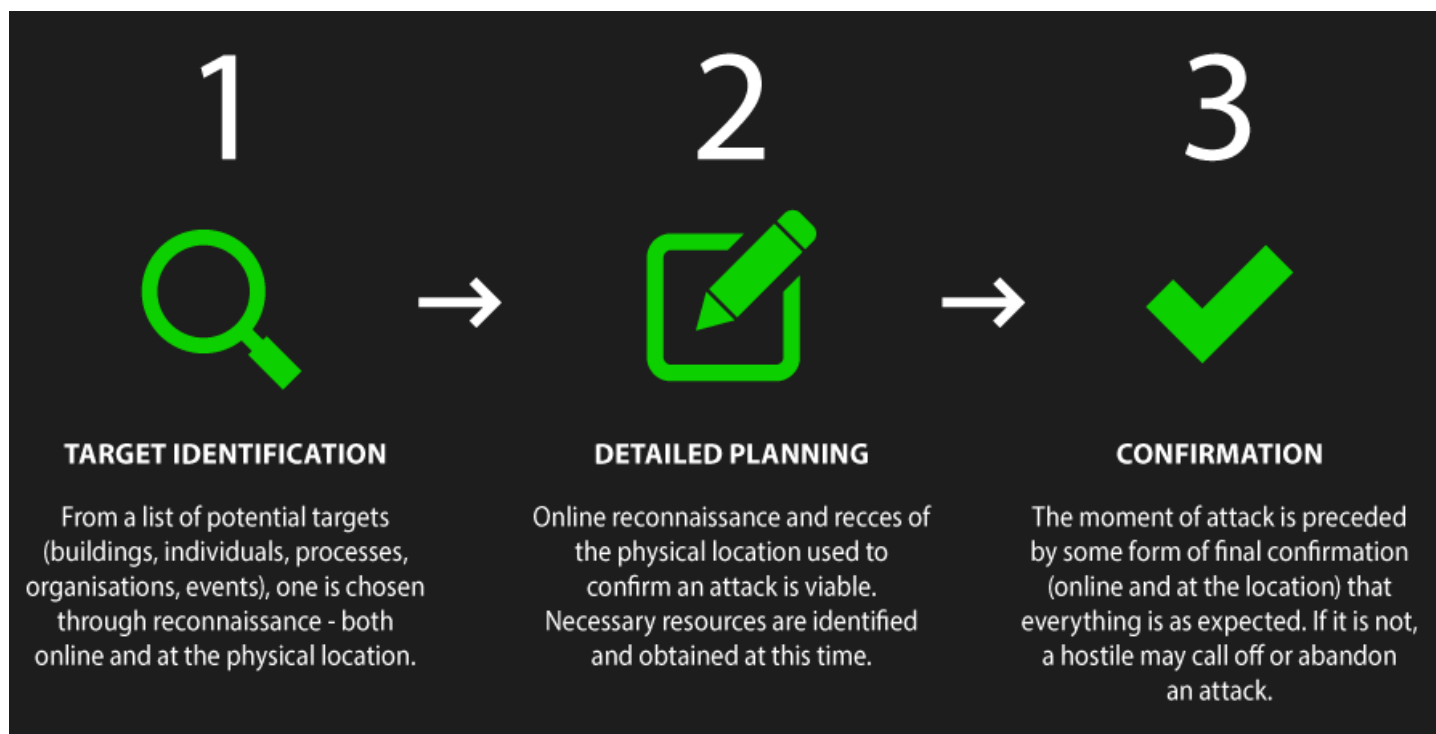 1
2
3
TARGET IDENTIFICATION
From a list of potential targets
(buildings, individuals, processes,
organisations, events), one is chosen
through reconnaissance - both
online and at the physical location.
DETAILED PLANNING
Online reconnaissance and recces of
the physical location used to
confirm an attack is viable.
Necessary resources are identified
and obtained at this time.
CONFIRMATION
The moment of attack is preceded
by some form of final confirmation
(online and at the location) that
everything is as expected. If it is not,
a hostile may call off or abandon
an attack.